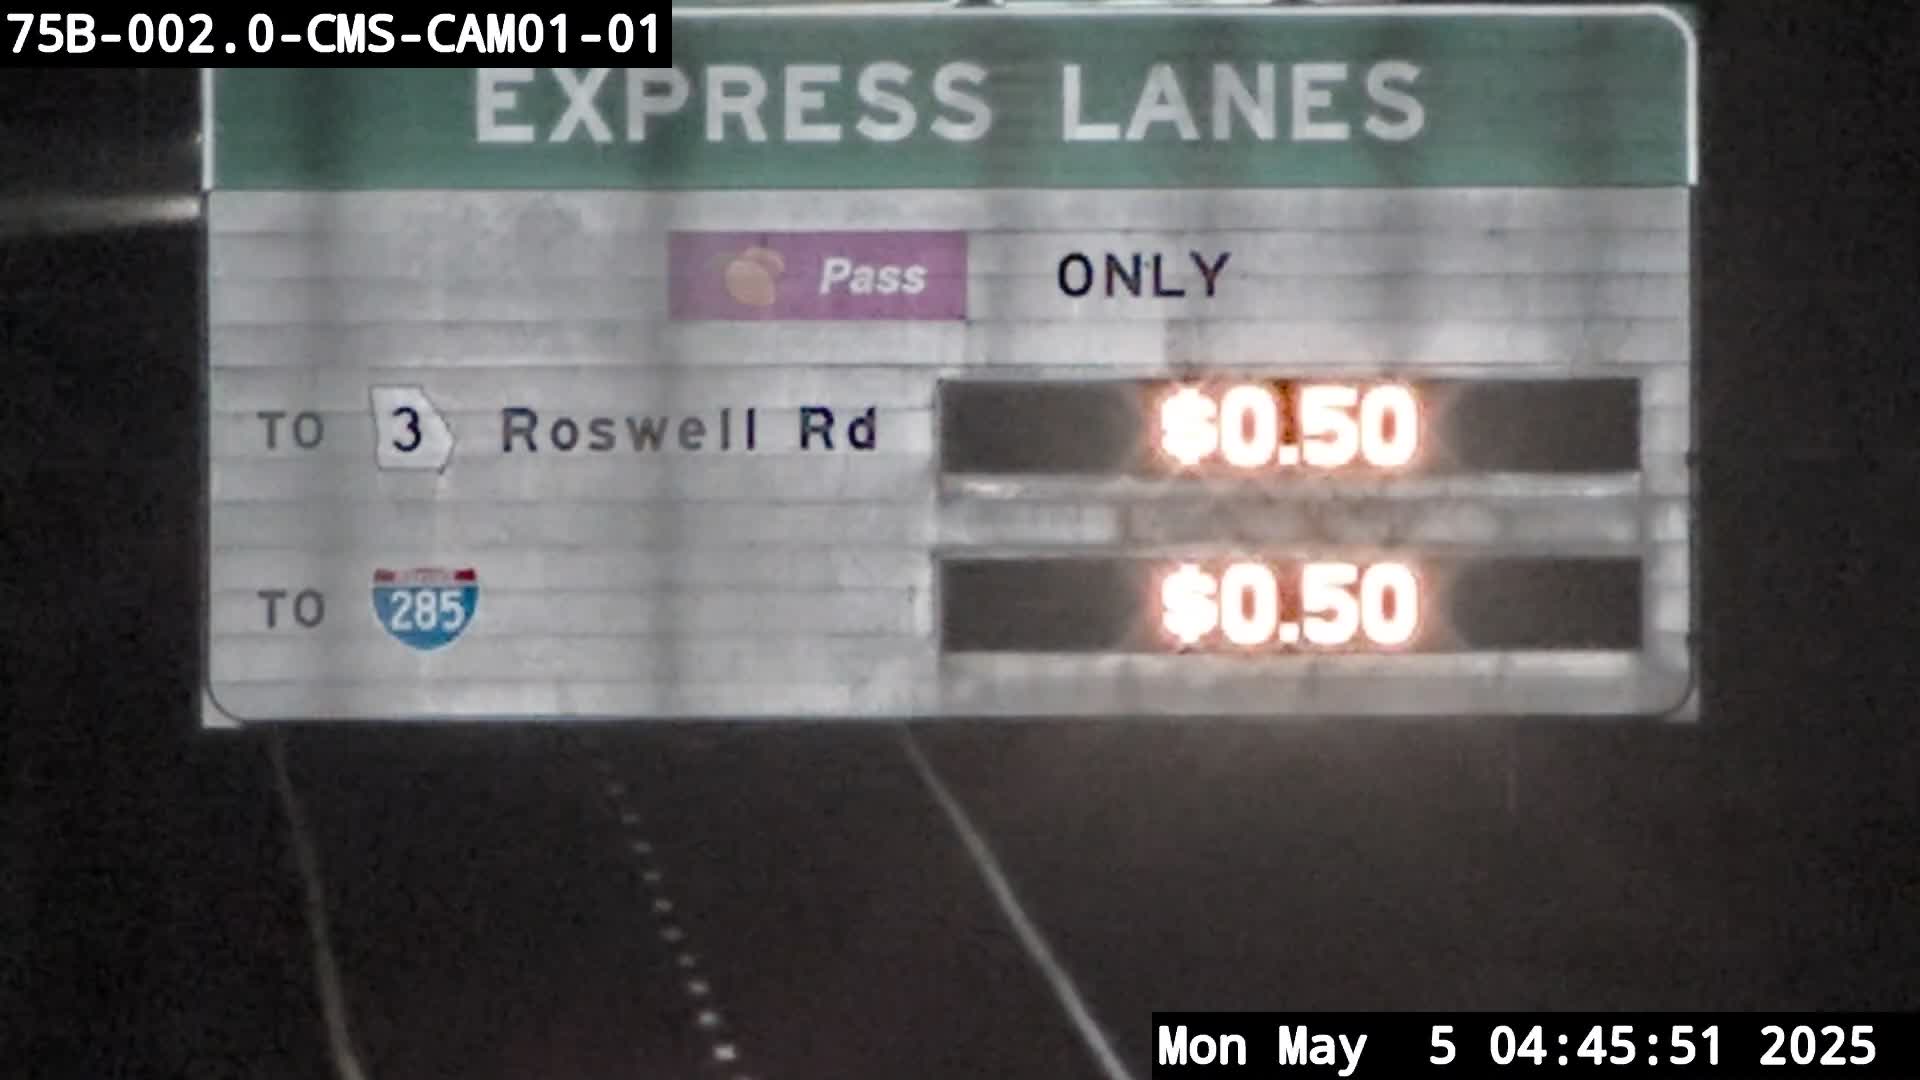 75B-002.0-CMS-CAM01-01
EXPRESS LANES
Pass ONLY
TO 3 Roswell Rd $0.50
TO 285 $0.50
Mon May 5 04:45:51 2025